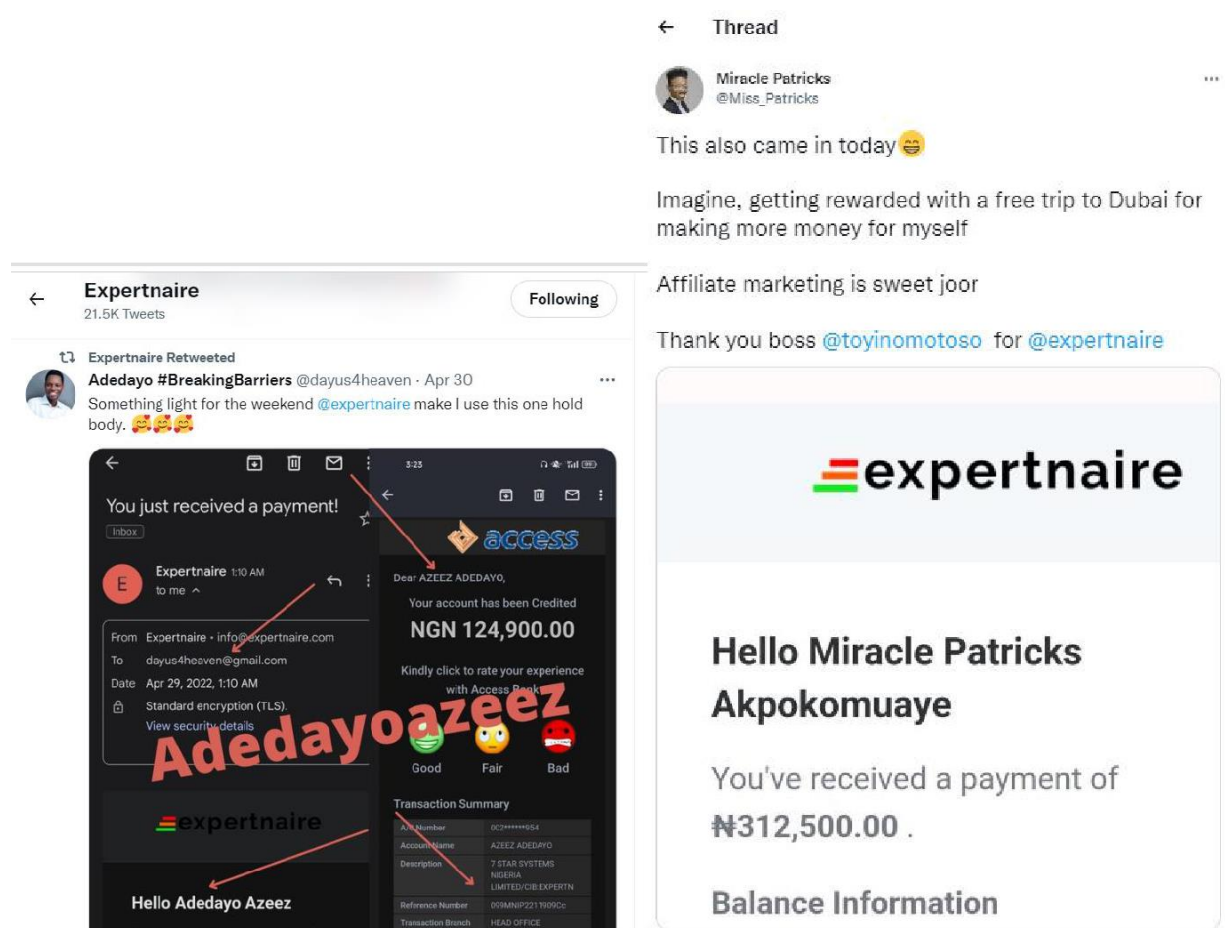 Thread
Miracle Patricks
@Miss_Patricks
This also came in today
Imagine, getting rewarded with a free trip to Dubai for
making more money for myself
Affiliate marketing is sweet joor
Thank you boss @toyinomotoso for @expertnaire
expertnaire
Hello Miracle Patricks
Akpokomuaye
You've received a payment of
₦312,500.00 .
Balance Information
Expertnaire
21.5K Tweets
Following
Expertnaire Retweeted
Adedayo #BreakingBarriers @dayus4heaven · Apr 30
Something light for the weekend @expertnaire make I use this one hold
body.
You just received a payment!
Inbox
E
Expertnaire 1:10 AM
to me
From Expertnaire • info@expertnaire.com
To dayus4heaven@gmail.com
Date Apr 29, 2022, 1:10 AM
Standard encryption (TLS).
View security details
expertnaire
Hello Adedayo Azeez
3:23
access
Dear AZEEZ ADEDAYO,
Your account has been Credited
NGN 124,900.00
Kindly click to rate your experience
with Access Bank
Good Fair Bad
Transaction Summary
A/C Number
Account Name AZEEZ ADEDAYO
Description 7 STAR SYSTEMS
NIGERIA
LIMITED/CIB:EXPERTN
Reference Number
Transaction Branch HEAD OFFICE
Adedayoazeez